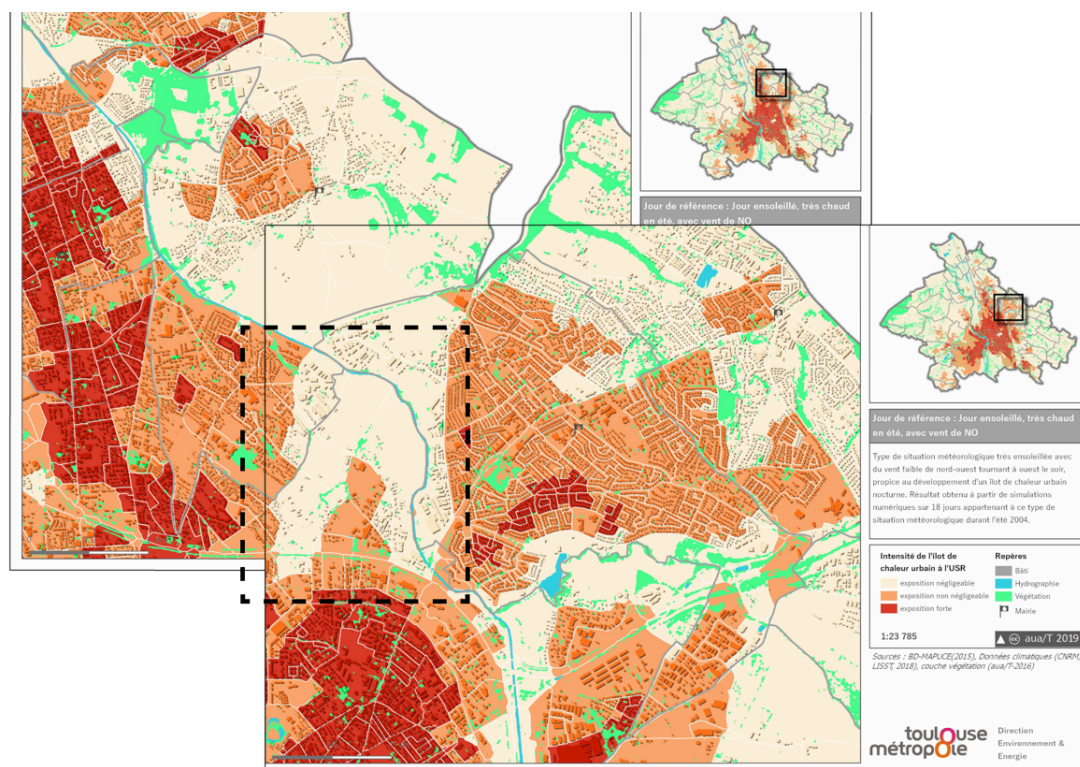 Jour de référence : Jour ensoleillé, très chaud
en été, avec vent de NO
Jour de référence : Jour ensoleillé, très chaud
en été, avec vent de NO
Type de situation météorologique très ensoleillée avec
du vent faible de nord-ouest tournant à ouest le soir,
propice au développement d'un îlot de chaleur urbain
nocturne. Résultat obtenu à partir de simulations
numériques sur 18 jours appartenant à ce type de
situation météorologique durant l'été 2004.
Intensité de l'îlot de
chaleur urbain à l'USR
exposition négligeable
exposition non négligeable
exposition forte
Repères
Bâti
Hydrographie
Végétation
Mairie
1:23 785
cc aua/T 2019
Sources : BD-MAPUCE(2015), Données climatiques (CNRM,
LISST, 2018), couche végétation (aua/T-2016)
toulouse
métropole
Direction
Environnement &
Energie